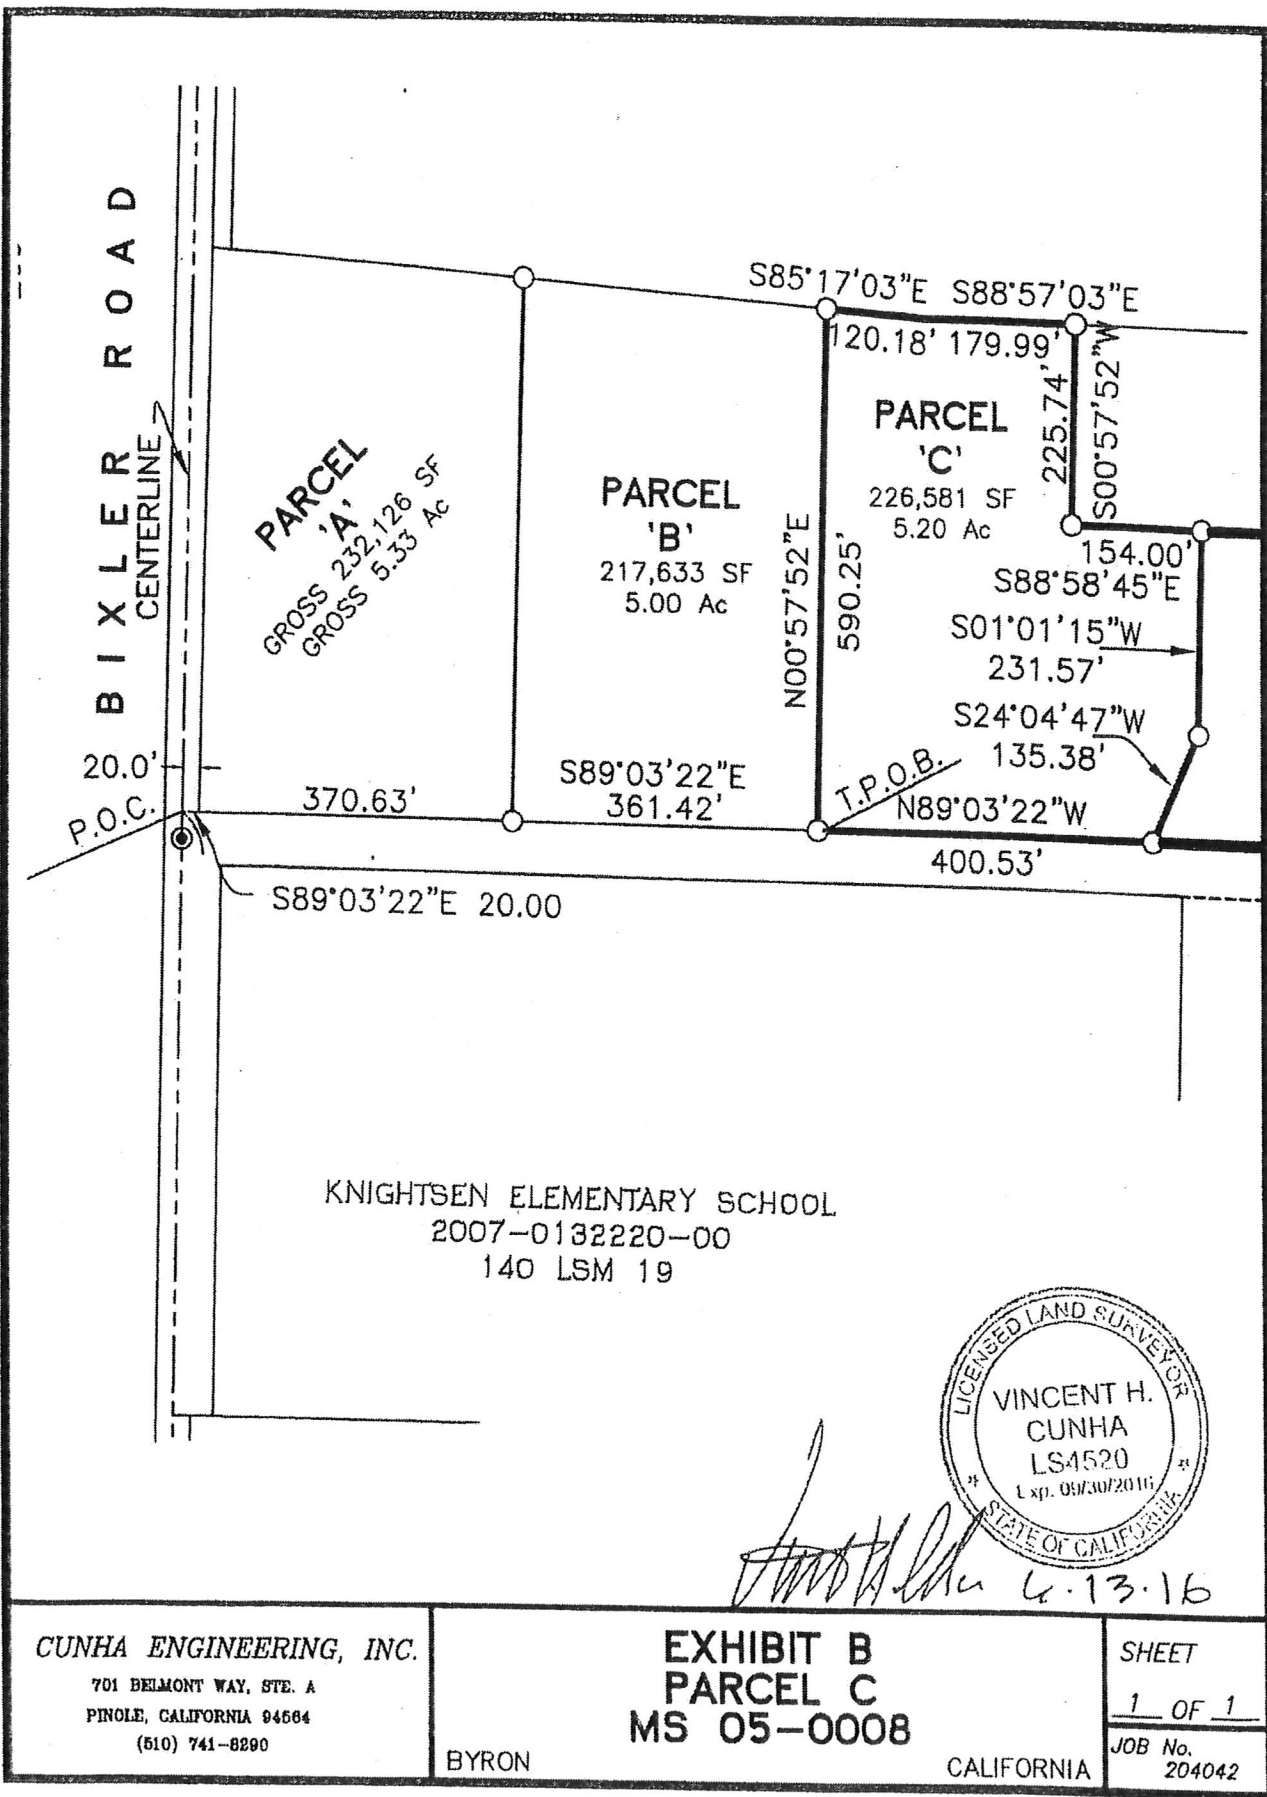 BIXLER ROAD
CENTERLINE
20.0'
P.O.C.
PARCEL
'A'
GROSS 232,126 SF
GROSS 5.33 Ac
370.63'
S89°03'22"E 20.00
PARCEL
'B'
217,633 SF
5.00 Ac
S89°03'22"E
361.42'
N00°57'52"E
590.25'
S85°17'03"E S88°57'03"E
120.18' 179.99'
PARCEL
'C'
226,581 SF
5.20 Ac
225.74'
S00°57'52"W
154.00'
S88°58'45"E
S01°01'15"W
231.57'
S24°04'47"W
135.38'
T.P.O.B.
N89°03'22"W
400.53'
KNIGHTSEN ELEMENTARY SCHOOL
2007-0132220-00
140 LSM 19
LICENSED LAND SURVEYOR
VINCENT H.
CUNHA
LS4520
Exp. 09/30/2016
STATE OF CALIFORNIA
4.13.16
CUNHA ENGINEERING, INC.
701 BELMONT WAY, STE. A
PINOLE, CALIFORNIA 94564
(510) 741-8290
EXHIBIT B
PARCEL C
MS 05-0008
BYRON
CALIFORNIA
SHEET
1 OF 1
JOB No.
204042